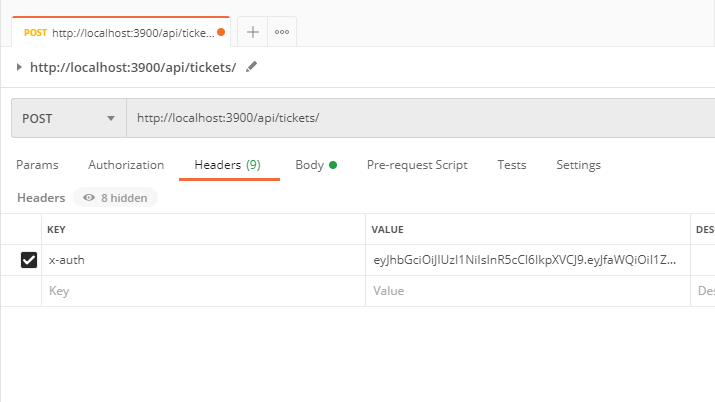 POST http://localhost:3900/api/ticke...
http://localhost:3900/api/tickets/
POST http://localhost:3900/api/tickets/
Params Authorization Headers (9) Body Pre-request Script Tests Settings
Headers 8 hidden
KEY VALUE DES
x-auth eyJhbGciOiJIUzI1NiIsInR5cCI6IkpXVCJ9.eyJfaWQiOiI1Z...
Key Value Des